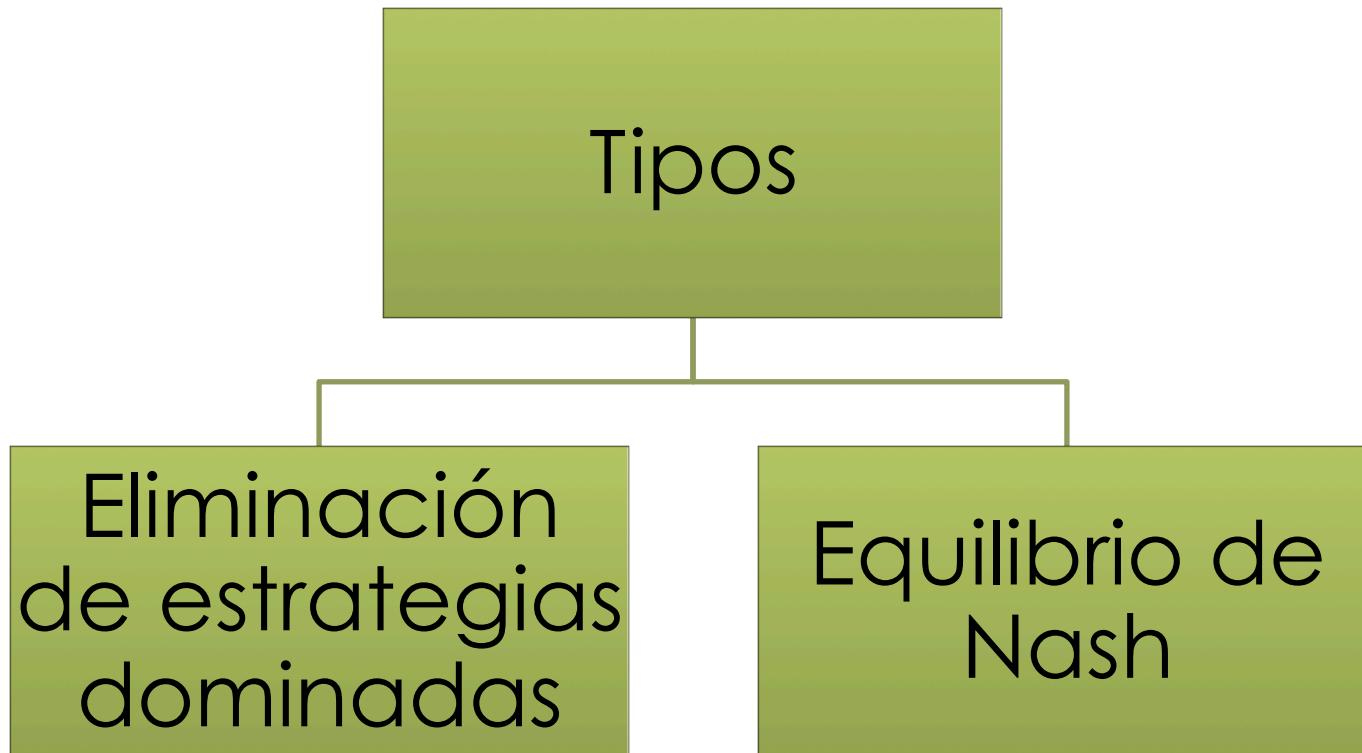 Tipos
Eliminación
de estrategias
dominadas
Equilibrio de
Nash